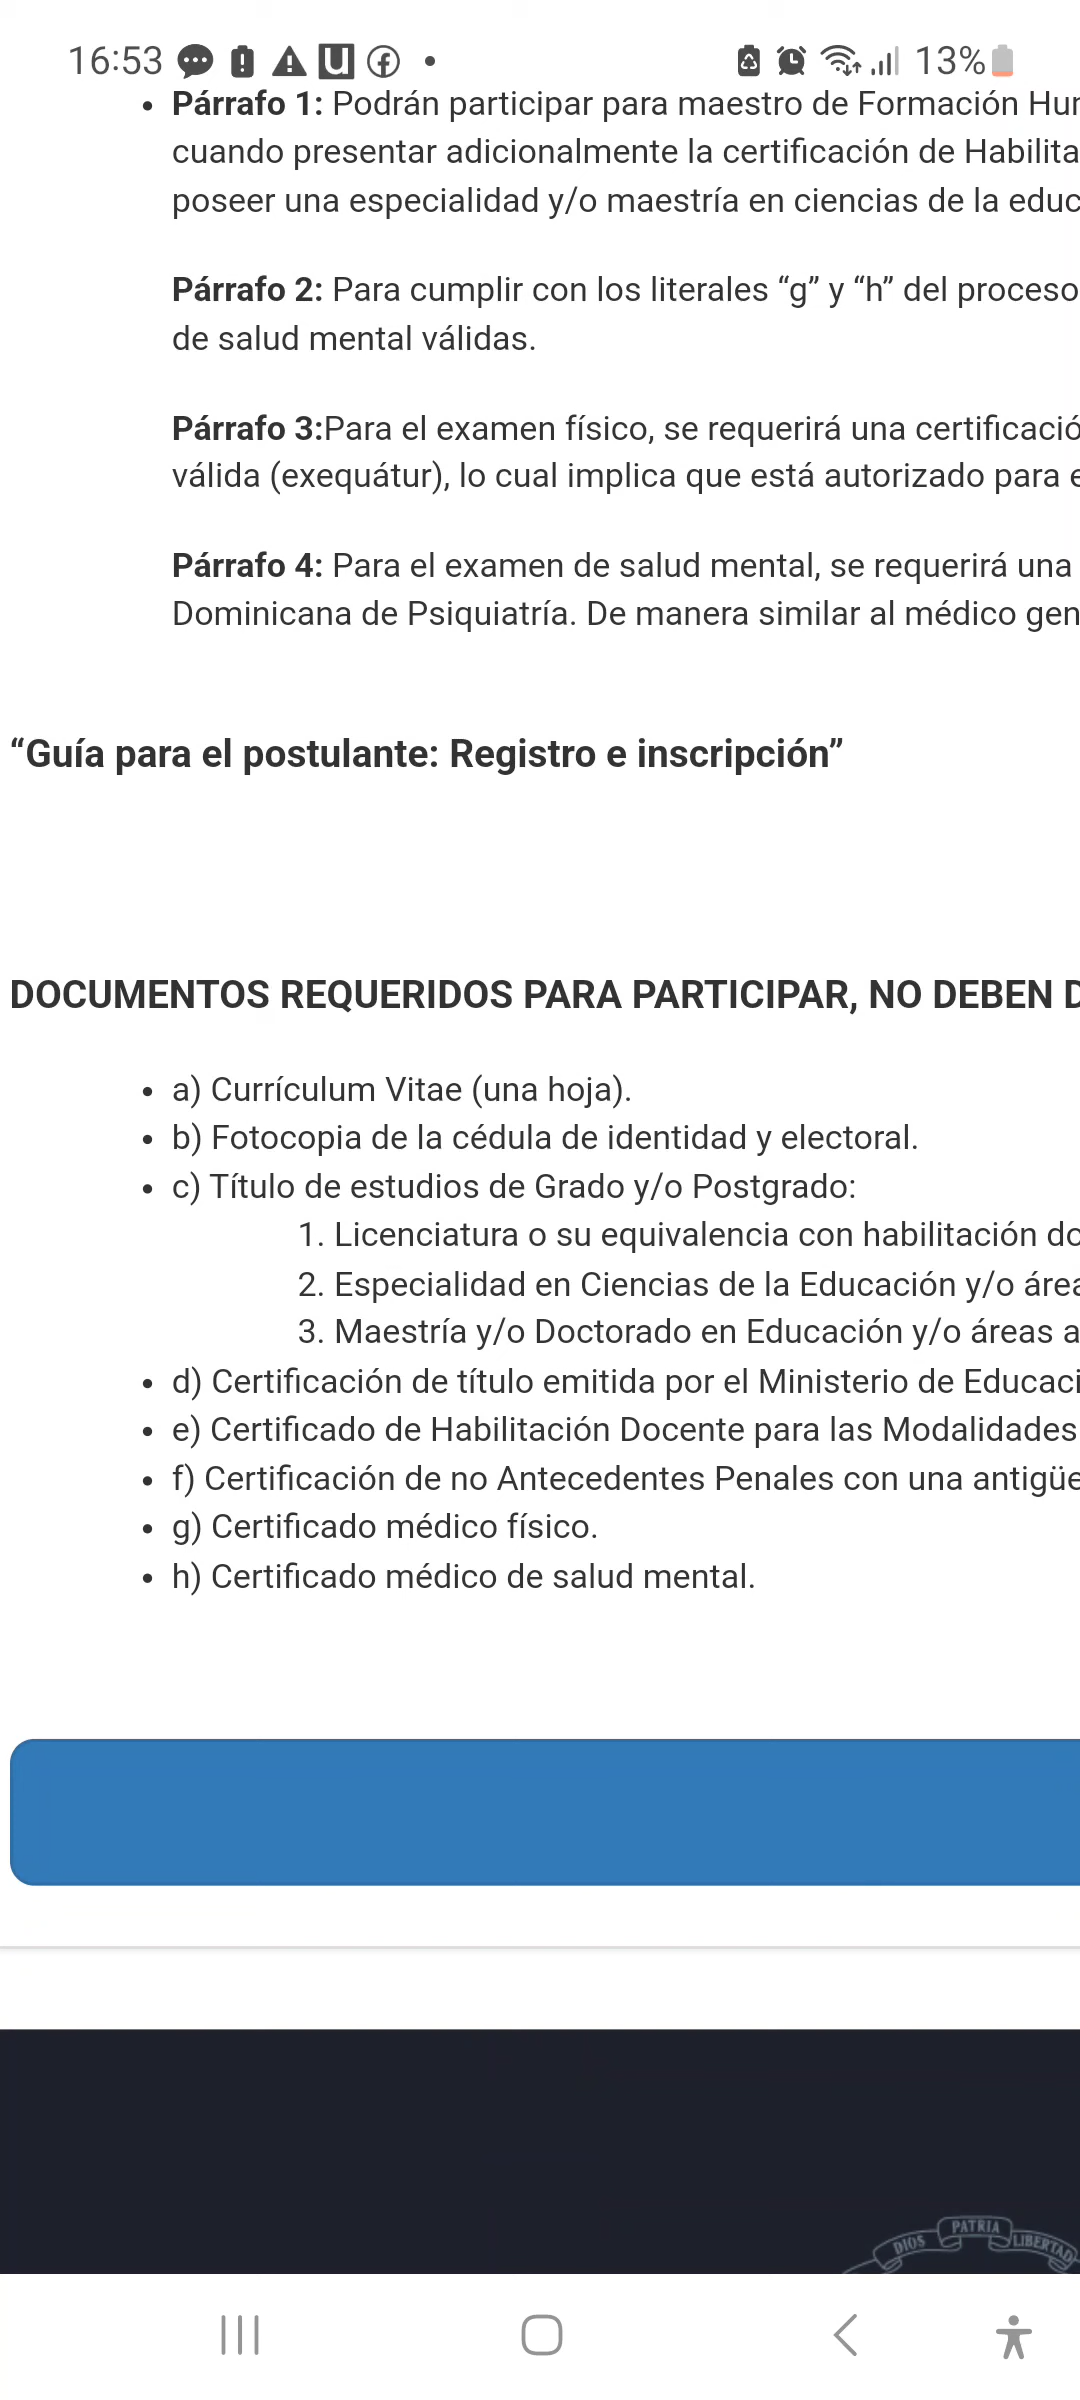 16:53
13%
• Párrafo 1: Podrán participar para maestro de Formación Hu
cuando presentar adicionalmente la certificación de Habilita
poseer una especialidad y/o maestría en ciencias de la educ
Párrafo 2: Para cumplir con los literales “g” y “h” del proceso
de salud mental válidas.
Párrafo 3:Para el examen físico, se requerirá una certificació
válida (exequátur), lo cual implica que está autorizado para e
Párrafo 4: Para el examen de salud mental, se requerirá una
Dominicana de Psiquiatría. De manera similar al médico gen
“Guía para el postulante: Registro e inscripción”
DOCUMENTOS REQUERIDOS PARA PARTICIPAR, NO DEBEN D
• a) Currículum Vitae (una hoja).
• b) Fotocopia de la cédula de identidad y electoral.
• c) Título de estudios de Grado y/o Postgrado:
1. Licenciatura o su equivalencia con habilitación do
2. Especialidad en Ciencias de la Educación y/o área
3. Maestría y/o Doctorado en Educación y/o áreas a
• d) Certificación de título emitida por el Ministerio de Educaci
• e) Certificado de Habilitación Docente para las Modalidades
• f) Certificación de no Antecedentes Penales con una antigüe
• g) Certificado médico físico.
• h) Certificado médico de salud mental.
DIOS PATRIA LIBERTAD